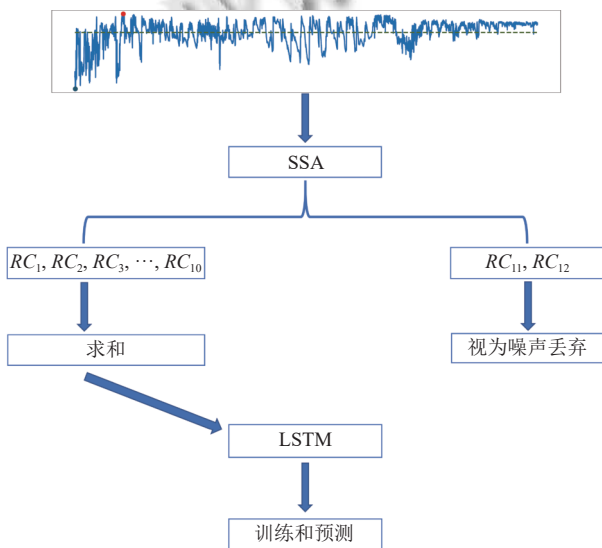 SSA
RC₁, RC₂, RC₃, ⋯, RC₁₀
RC₁₁, RC₁₂
求和
视为噪声丢弃
LSTM
训练和预测